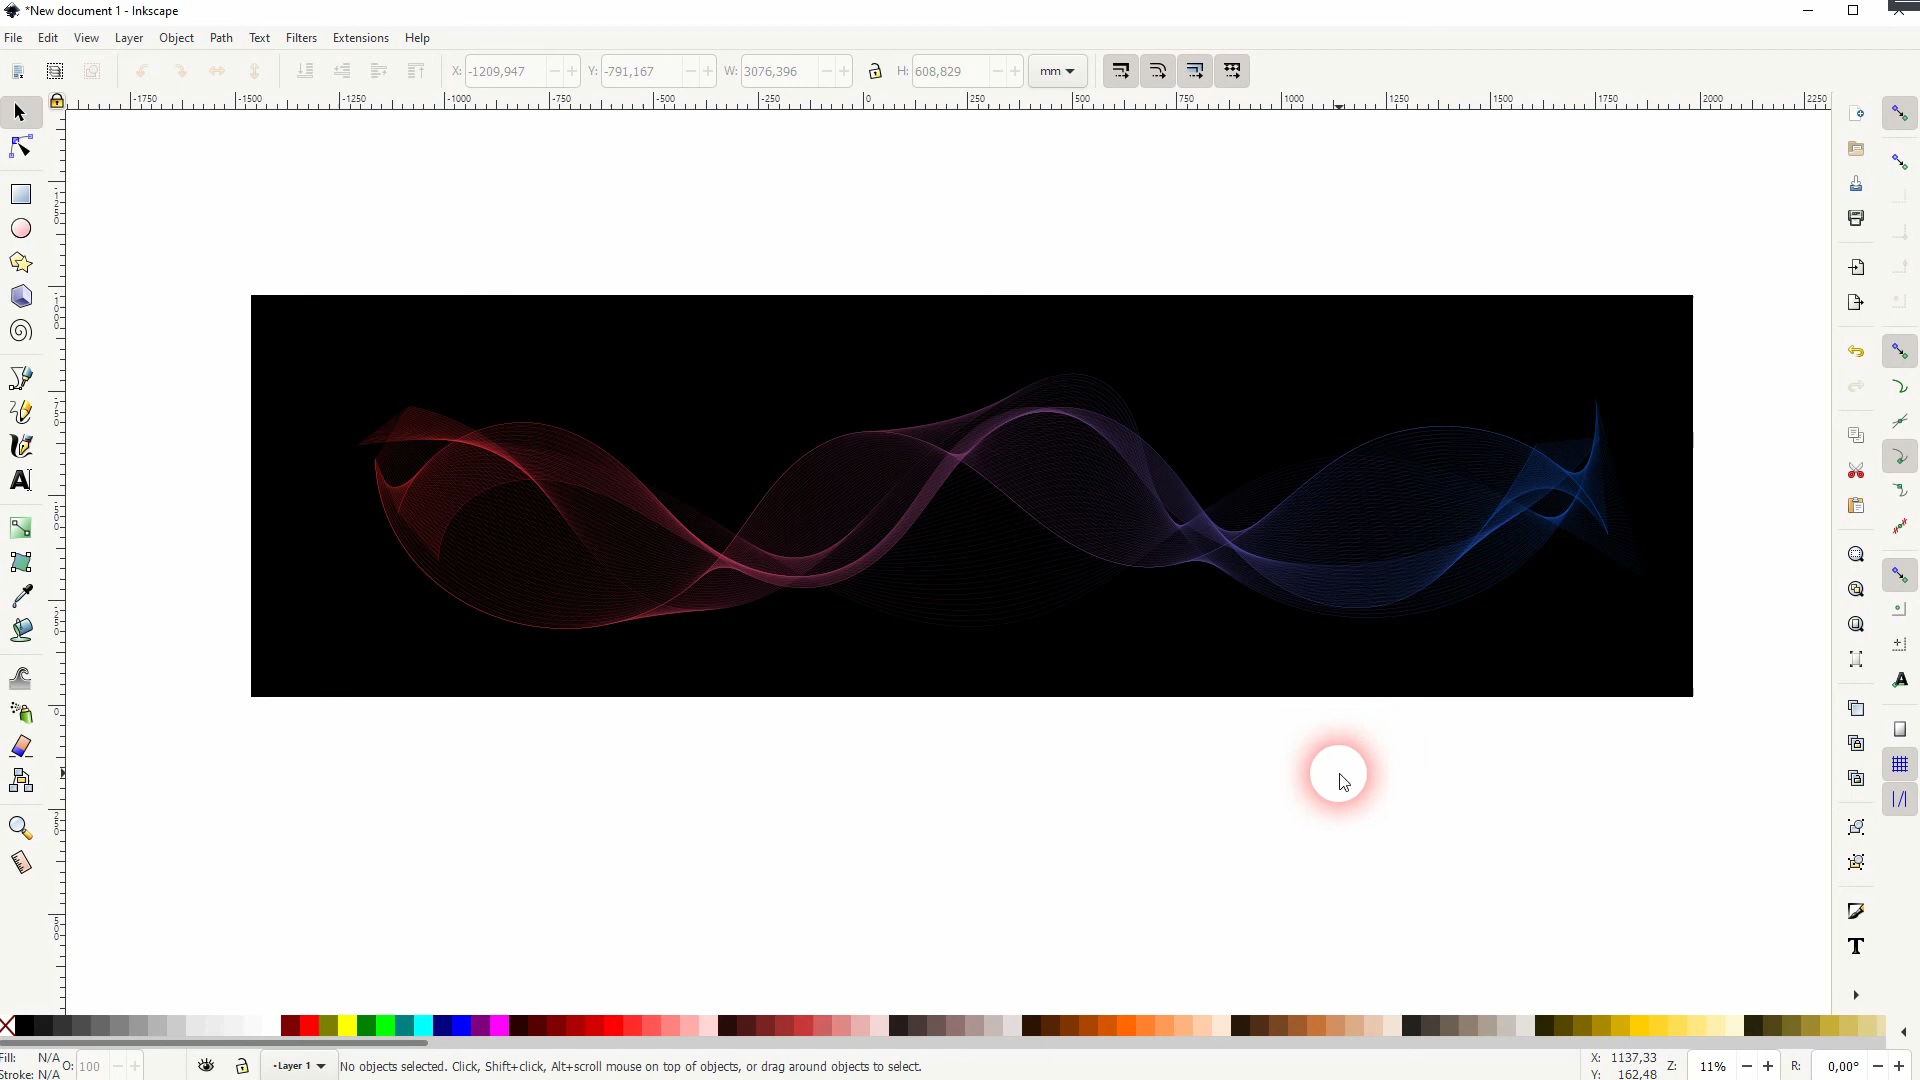 *New document 1 - Inkscape
File Edit View Layer Object Path Text Filters Extensions Help
X: -1209,947 Y: -791,167 W: 3076,396 H: 608,829 mm
-1750 -1500 -1250 -1000 -750 -500 -250 0 250 500 750 1000 1250 1500 1750 2000 2250
Fill: N/A O: 100 Layer 1 No objects selected. Click, Shift+click, Alt+scroll mouse on top of objects, or drag around objects to select. X: 1137,33 Z: 11% R: 0,00°
Stroke: N/A Y: 162,48